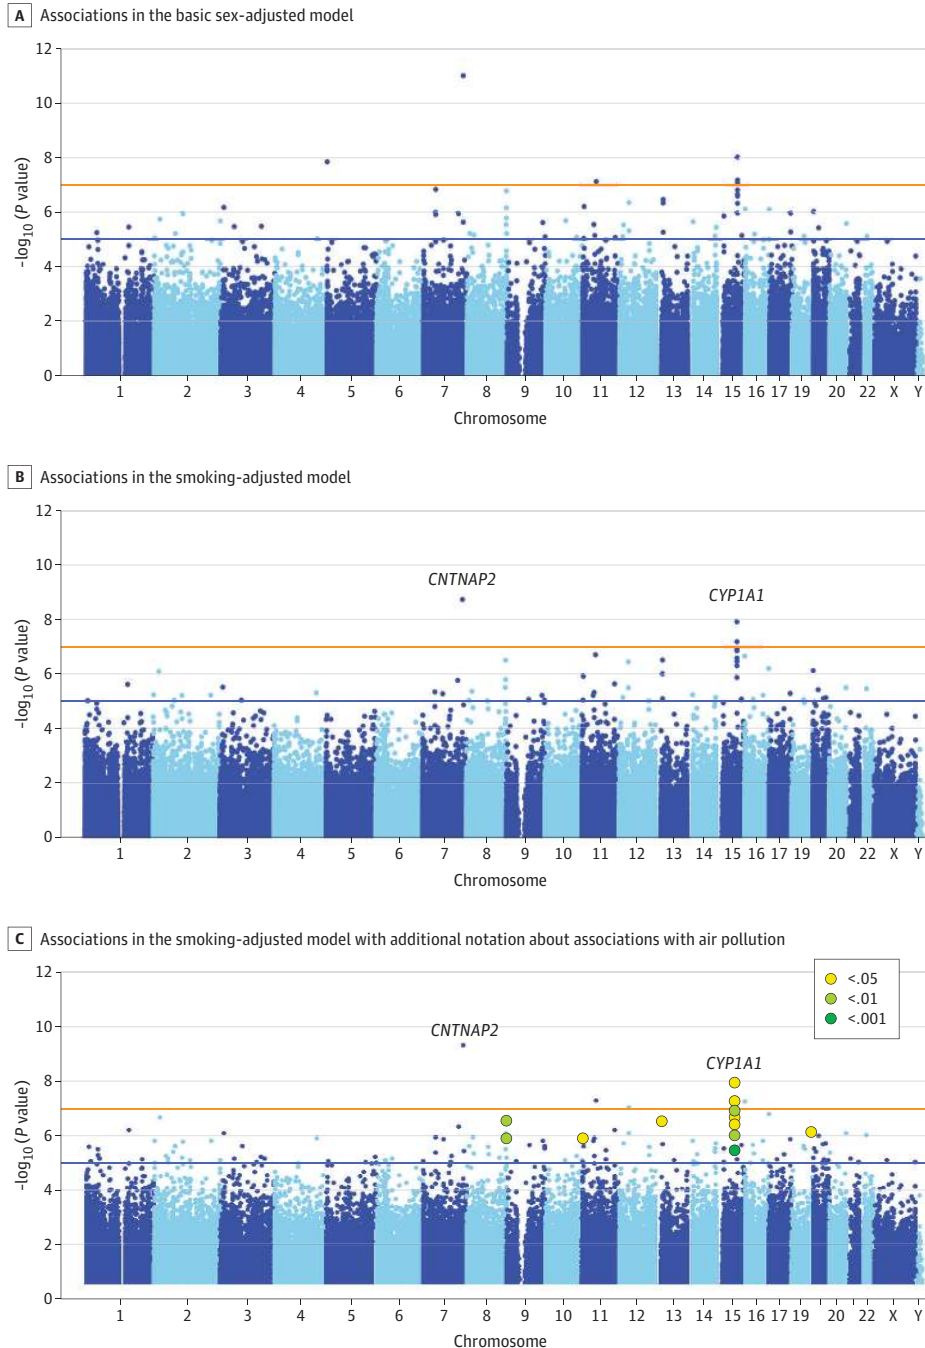 A Associations in the basic sex-adjusted model
12
10
8
6
4
2
0
-log10 (P value)
1 2 3 4 5 6 7 8 9 10 11 12 13 14 15 16 17 19 20 22 X Y
Chromosome
B Associations in the smoking-adjusted model
12
10
8
6
4
2
0
-log10 (P value)
CNTNAP2
CYP1A1
1 2 3 4 5 6 7 8 9 10 11 12 13 14 15 16 17 19 20 22 X Y
Chromosome
C Associations in the smoking-adjusted model with additional notation about associations with air pollution
12
10
8
6
4
2
0
-log10 (P value)
<.05
<.01
<.001
CNTNAP2
CYP1A1
1 2 3 4 5 6 7 8 9 10 11 12 13 14 15 16 17 19 20 22 X Y
Chromosome